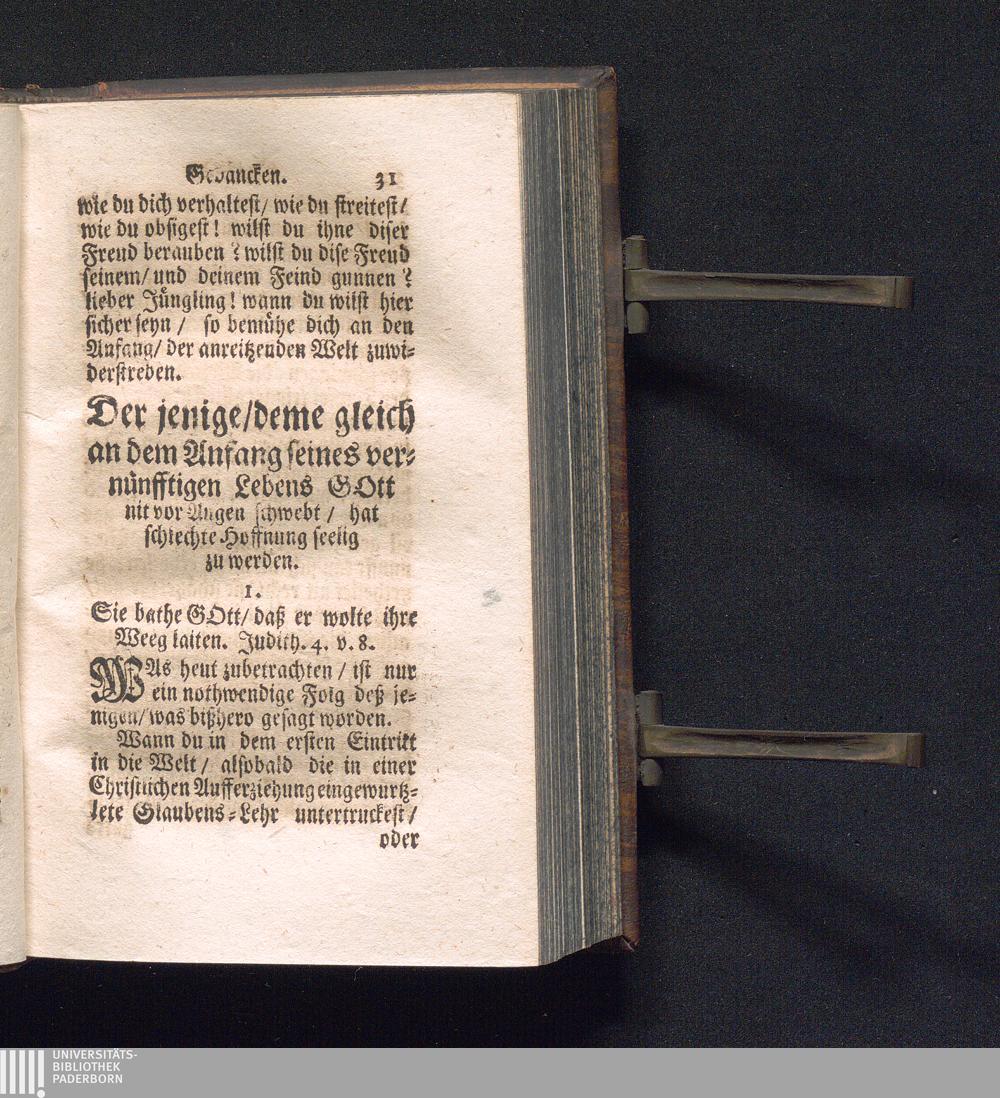 Gedancken. 31
wie du dich verhaltest/ wie du streitest/
wie du obsigest! wilst du ihne diser
Freud berauben? wilst du dise Freud
seinem/ und deinem Feind gunnen?
lieber Jüngling! wann du wilst hier
sicher seyn / so bemühe dich an den
Anfang/ der anreitzenden Welt zuwi-
derstreben.
Der jenige/deme gleich
an dem Anfang seines ver-
nünfftigen Lebens GOtt
nit vor Augen schwebt / hat
schlechte Hoffnung seelig
zu werden.
1.
Sie bathe GOtt/ daß er wolte ihre
Weeg laiten. Judith. 4. v. 8.
WAs heut zubetrachten / ist nur
ein nothwendige Folg deß je-
nigen/ was bißhero gesagt worden.
Wann du in dem ersten Eintritt
in die Welt / alsobald die in einer
Christlichen Aufferziehung eingewurtz-
lete Glaubens-Lehr untertruckest/
oder
UNIVERSITÄTS-
BIBLIOTHEK
PADERBORN